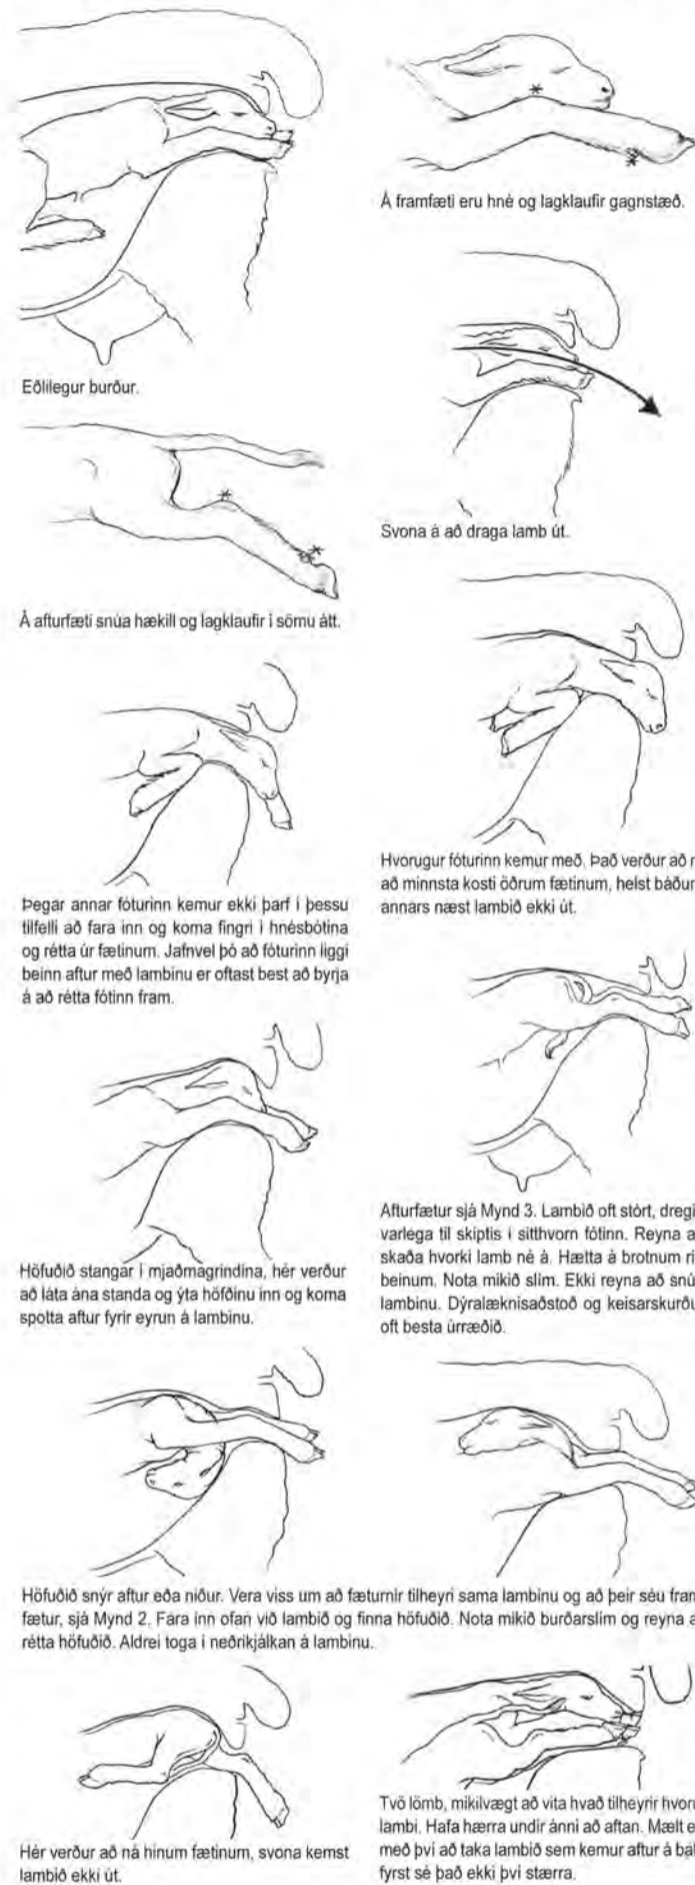 Á framfæti eru hné og lagklaufir gagnstæð.
Eðlilegur burður.
Svona á að draga lamb út.
Á afturfæti snúa hækill og lagklaufir í sömu átt.
Hvorugur fóturinn kemur með. Það verður að
að minnsta kosti öðrum fætinum, helst
annars næst lambið ekki út.
Þegar annar fóturinn kemur ekki þarf í þessu
tilfelli að fara inn og koma fingri í hnésbótina
og rétta úr fætinum. Jafnvel þó að fóturinn liggi
beinn aftur með lambinu er oftast best að byrja
á að rétta fótinn fram.
Afturfætur sjá Mynd 3. Lambið oft stórt,
varlega til skiptis í sitthvorn fótinn. Reyna
skaða hvorki lamb né á. Hætta á brotnum
beinum. Nota mikið slím. Ekki reyna að
lambinu. Dýralæknisaðstoð og
oft besta úrræðið.
Höfuðið stangar í mjaðmagrindina, hér verður
að láta ána standa og ýta höfðinu inn og koma
spotta aftur fyrir eyrun á lambinu.
Höfuðið snýr aftur eða niður. Vera viss um að fæturnir tilheyri sama lambinu og að þeir séu fram
fætur, sjá Mynd 2. Fara inn ofan við lambið og finna höfuðið. Nota mikið burðarslím og reyna
rétta höfuðið. Aldrei toga í neðrikjálkan á lambinu.
Tvö lömb, mikilvægt að vita hvað tilheyrir
lambi. Hafa hærra undir ánni að aftan. Mælt
með því að taka lambið sem kemur aftur á
fyrst sé það ekki því stærra.
Hér verður að ná hinum fætinum, svona kemst
lambið ekki út.